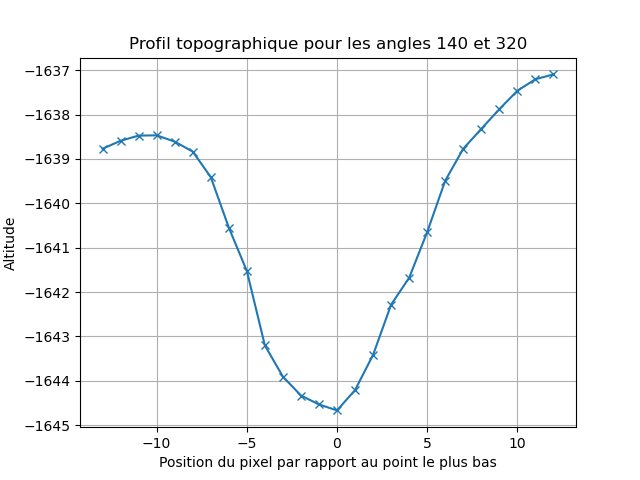 Profil topographique pour les angles 140 et 320
−1637
−1638
−1639
−1640
−1641
−1642
−1643
−1644
−1645
Altitude
−10 −5 0 5 10
Position du pixel par rapport au point le plus bas